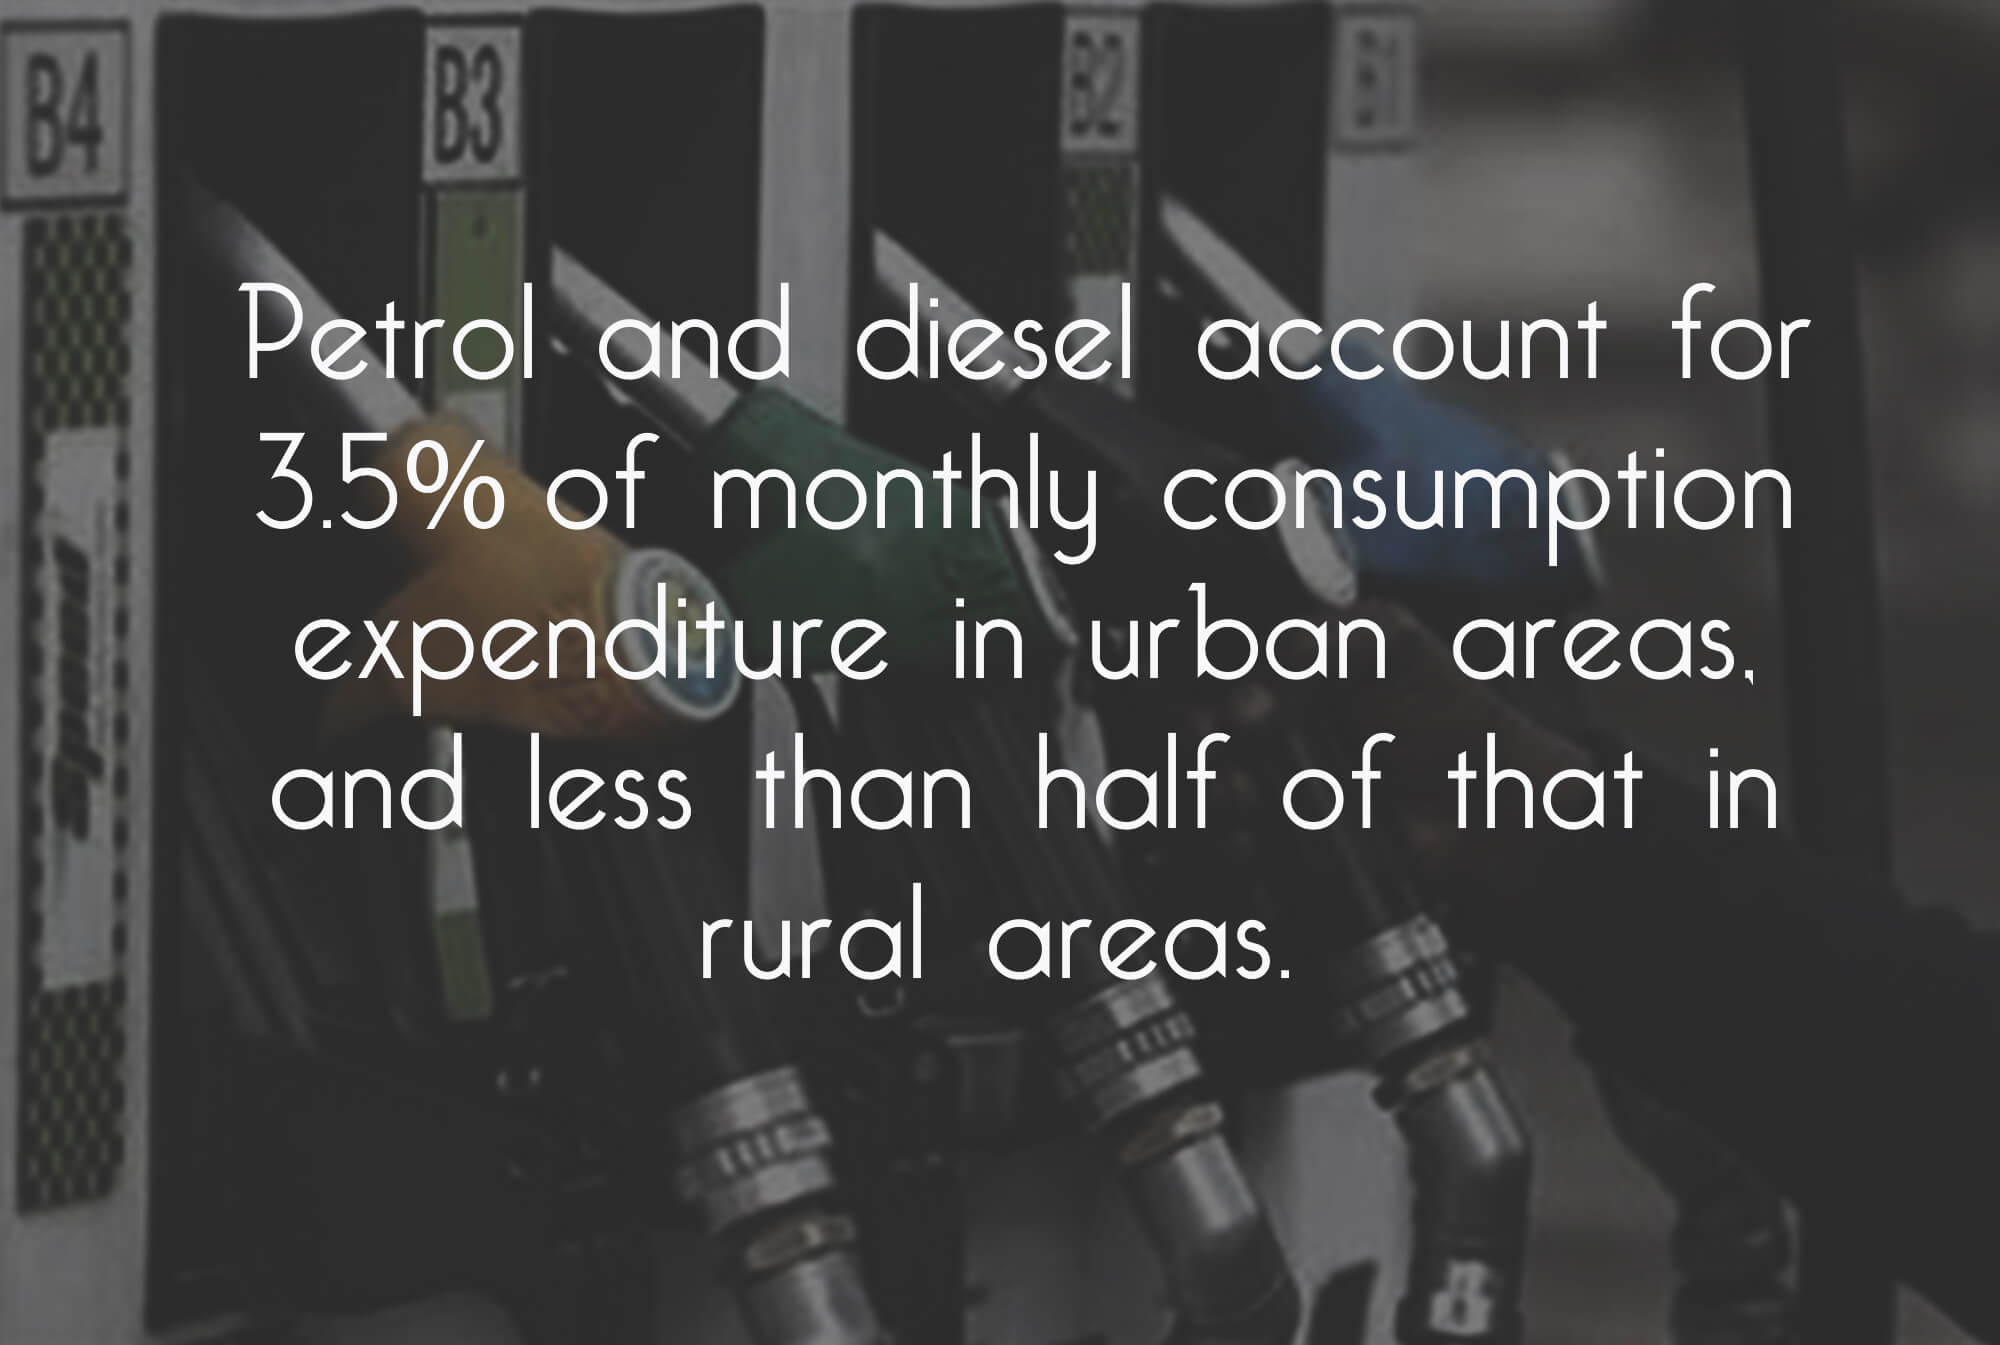 B4
B3
B2
B1
Petrol and diesel account for
3.5% of monthly consumption
expenditure in urban areas,
and less than half of that in
rural areas.